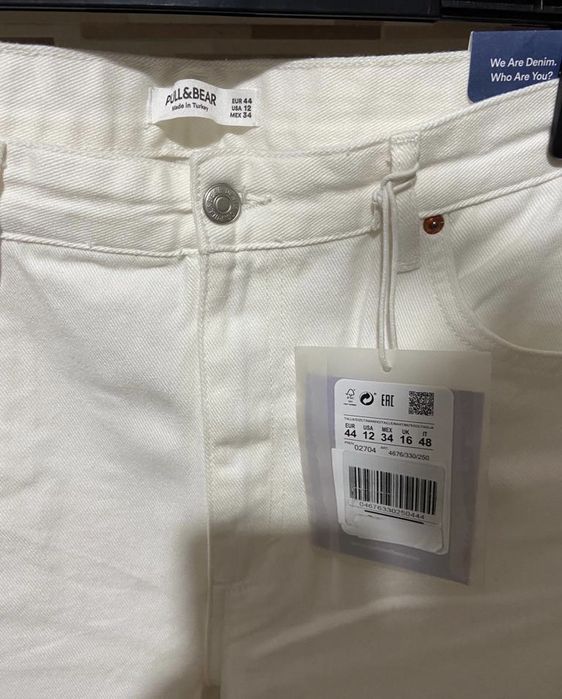 We Are Denim.
Who Are You?
PULL&BEAR
Made in Turkey
EUR 44
USA 12
MEX 34
EAC
EUR USA MEX UK IT
44 12 34 16 48
02704
4676/330/250
04676330250444